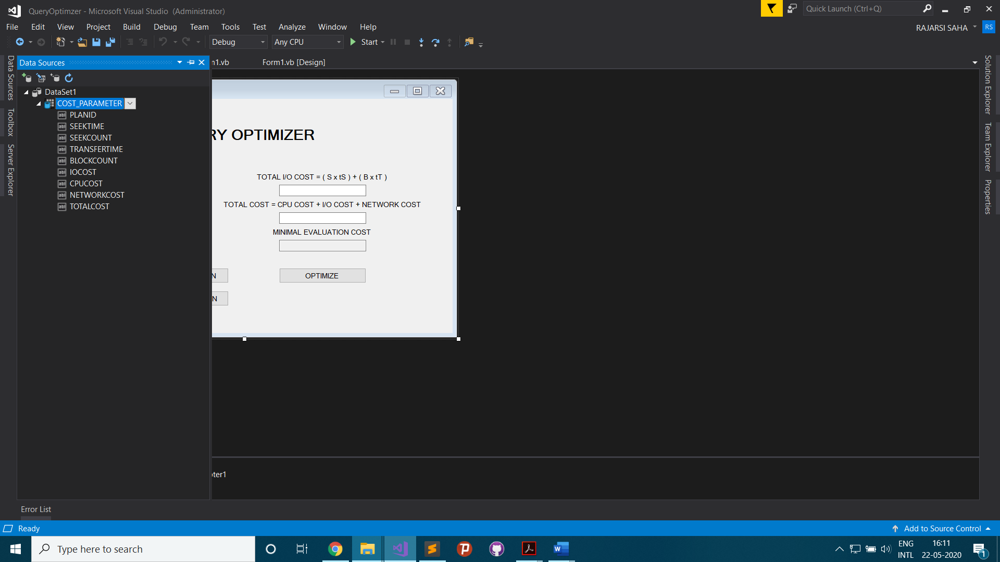 QueryOptimzer - Microsoft Visual Studio (Administrator)
Quick Launch (Ctrl+Q)
File Edit View Project Build Debug Team Tools Test Analyze Window Help
RAJARSI SAHA
RS
Debug
Any CPU
Start
Data Sources
Toolbox
Server Explorer
Data Sources
DataSet1
COST_PARAMETER
PLANID
SEEKTIME
SEEKCOUNT
TRANSFERTIME
BLOCKCOUNT
IOCOST
CPUCOST
NETWORKCOST
TOTALCOST
n1.vb
Form1.vb [Design]
RY OPTIMIZER
TOTAL I/O COST = ( S x tS ) + ( B x tT )
TOTAL COST = CPU COST + I/O COST + NETWORK COST
MINIMAL EVALUATION COST
N
OPTIMIZE
N
ter1
Solution Explorer
Team Explorer
Properties
Error List
Ready
Add to Source Control
Type here to search
ENG
INTL
16:11
22-05-2020
1